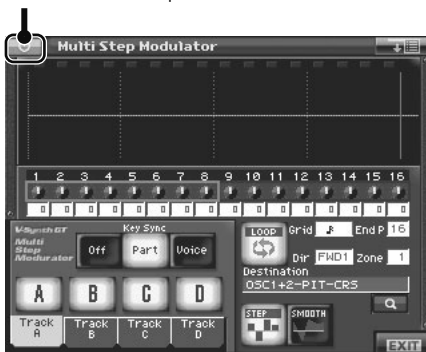 Multi Step Modulator
1 2 3 4 5 6 7 8 9 10 11 12 13 14 15 16
0 0 0 0 0 0 0 0 0 0 0 0 0 0 0 0
V-Synth GT
Multi
Step
Modurator
Key Sync
Off Part Voice
LOOP
Grid End P 16
Dir FWD1 Zone 1
Destination
OSC1+2-PIT-CRS
A B C D
STEP SMOOTH
Track A Track B Track C Track D
EXIT